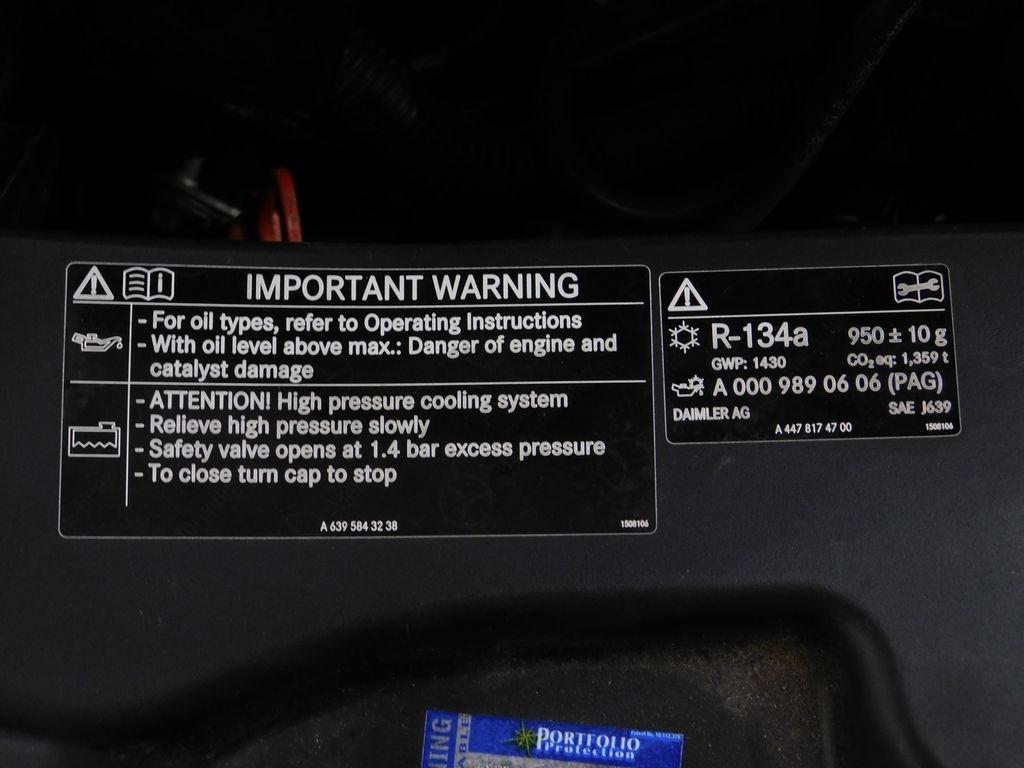 IMPORTANT WARNING
- For oil types, refer to Operating Instructions
- With oil level above max.: Danger of engine and
catalyst damage
- ATTENTION! High pressure cooling system
- Relieve high pressure slowly
- Safety valve opens at 1.4 bar excess pressure
- To close turn cap to stop
A 639 584 32 38
1508106
R-134a 950 ± 10 g
GWP: 1430 CO₂ eq: 1,359 t
A 000 989 06 06 (PAG)
DAIMLER AG SAE J639
A 447 817 47 00 1508106
PORTFOLIO
Protection